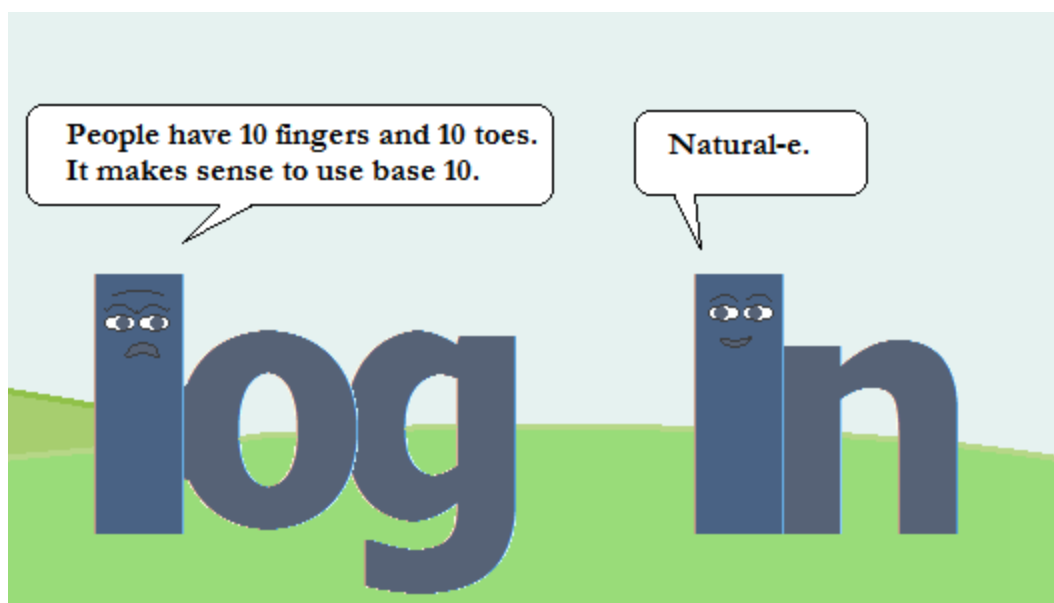 People have 10 fingers and 10 toes.
It makes sense to use base 10.
Natural-e.
log
ln